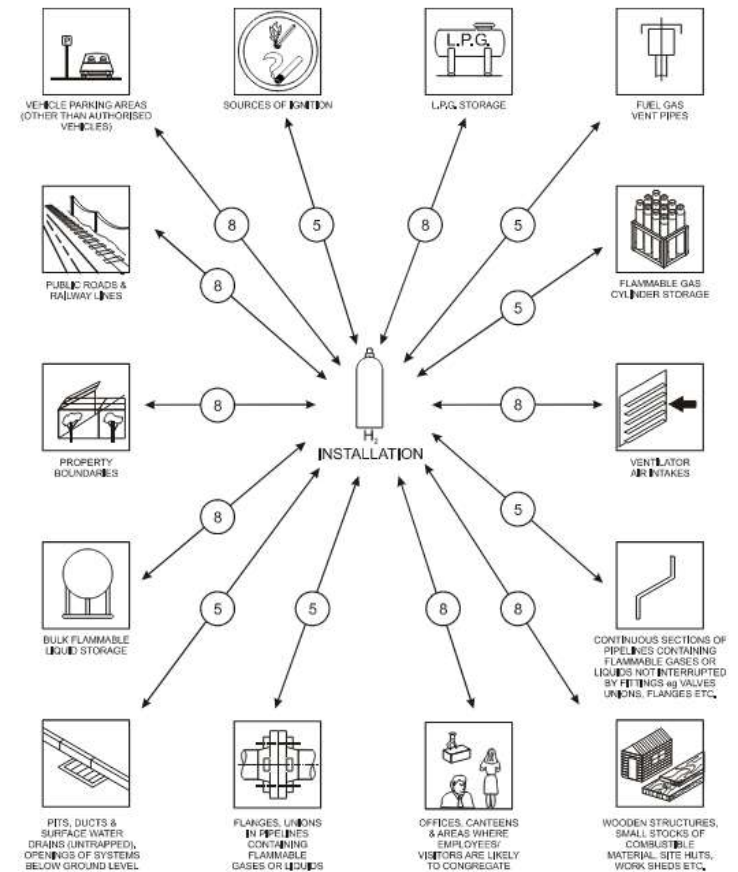 L.P.G.
VEHICLE PARKING AREAS
(OTHER THAN AUTHORISED
VEHICLES)
SOURCES OF IGNITION
L.P.G. STORAGE
FUEL GAS
VENT PIPES
8
5
8
5
PUBLIC ROADS &
RAILWAY LINES
8
5
FLAMMABLE GAS
CYLINDER STORAGE
PROPERTY
BOUNDARIES
8
H2
INSTALLATION
8
VENTILATOR
AIR INTAKES
8
5
BULK FLAMMABLE
LIQUID STORAGE
5
5
8
8
CONTINUOUS SECTIONS OF
PIPELINES CONTAINING
FLAMMABLE GASES OR
LIQUIDS NOT INTERRUPTED
BY FITTINGS eg VALVES
UNIONS, FLANGES ETC.
PITS, DUCTS &
SURFACE WATER
DRAINS (UNTRAPPED),
OPENINGS OF SYSTEMS
BELOW GROUND LEVEL
FLANGES, UNIONS
IN PIPELINES
CONTAINING
FLAMMABLE
GASES OR LIQUIDS
OFFICES, CANTEENS
& AREAS WHERE
EMPLOYEES/
VISITORS ARE LIKELY
TO CONGREGATE
WOODEN STRUCTURES,
SMALL STOCKS OF
COMBUSTIBLE
MATERIAL, SITE HUTS,
WORK SHEDS ETC.